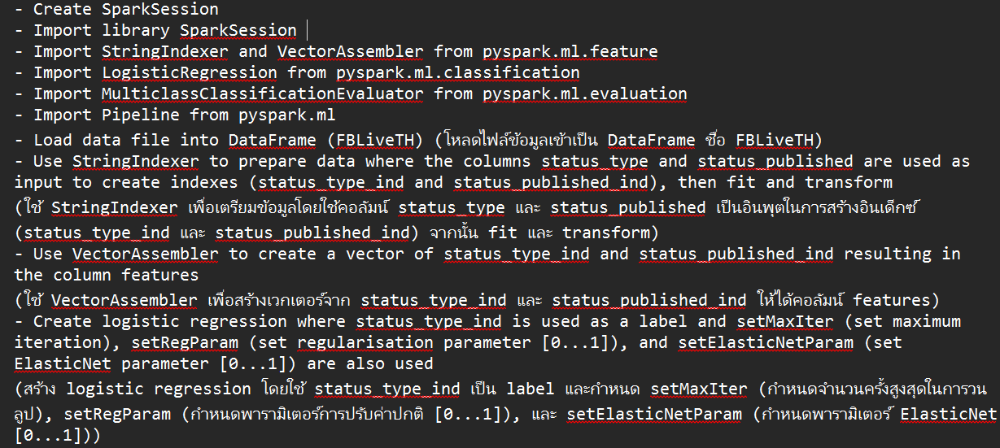 - Create SparkSession
- Import library SparkSession
- Import StringIndexer and VectorAssembler from pyspark.ml.feature
- Import LogisticRegression from pyspark.ml.classification
- Import MulticlassClassificationEvaluator from pyspark.ml.evaluation
- Import Pipeline from pyspark.ml
- Load data file into DataFrame (FBLiveTH) (โหลดไฟล์ข้อมูลเข้าเป็น DataFrame ชื่อ FBLiveTH)
- Use StringIndexer to prepare data where the columns status_type and status_published are used as
input to create indexes (status_type_ind and status_published_ind), then fit and transform
(ใช้ StringIndexer เพื่อเตรียมข้อมูลโดยใช้คอลัมน์ status_type และ status_published เป็นอินพุตในการสร้างอินเด็กซ์
(status_type_ind และ status_published_ind) จากนั้น fit และ transform)
- Use VectorAssembler to create a vector of status_type_ind and status_published_ind resulting in
the column features
(ใช้ VectorAssembler เพื่อสร้างเวกเตอร์จาก status_type_ind และ status_published_ind ให้ได้คอลัมน์ features)
- Create logistic regression where status_type_ind is used as a label and setMaxIter (set maximum
iteration), setRegParam (set regularisation parameter [0...1]), and setElasticNetParam (set
ElasticNet parameter [0...1]) are also used
(สร้าง logistic regression โดยใช้ status_type_ind เป็น label และกำหนด setMaxIter (กำหนดจำนวนครั้งสูงสุดในการวน
ลูป), setRegParam (กำหนดพารามิเตอร์การปรับค่าปกติ [0...1]), และ setElasticNetParam (กำหนดพารามิเตอร์ ElasticNet
[0...1]))